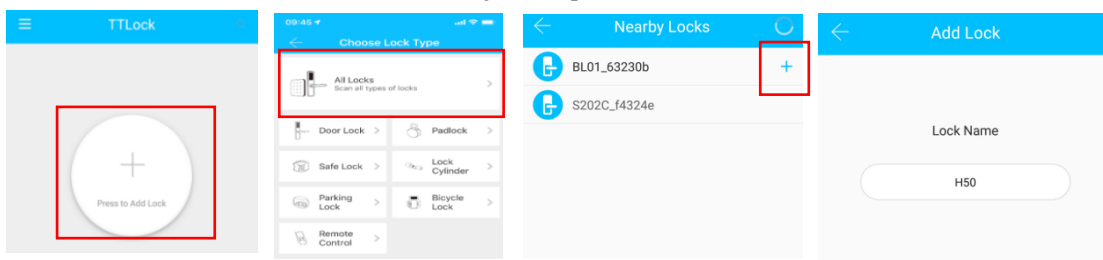 TTLock
Press to Add Lock
09:45
Choose Lock Type
All Locks
Scan all types of locks
Door Lock
Padlock
Safe Lock
Lock
Cylinder
Parking
Lock
Bicycle
Lock
Remote
Control
Nearby Locks
BL01_63230b
S202C_f4324e
Add Lock
Lock Name
H50